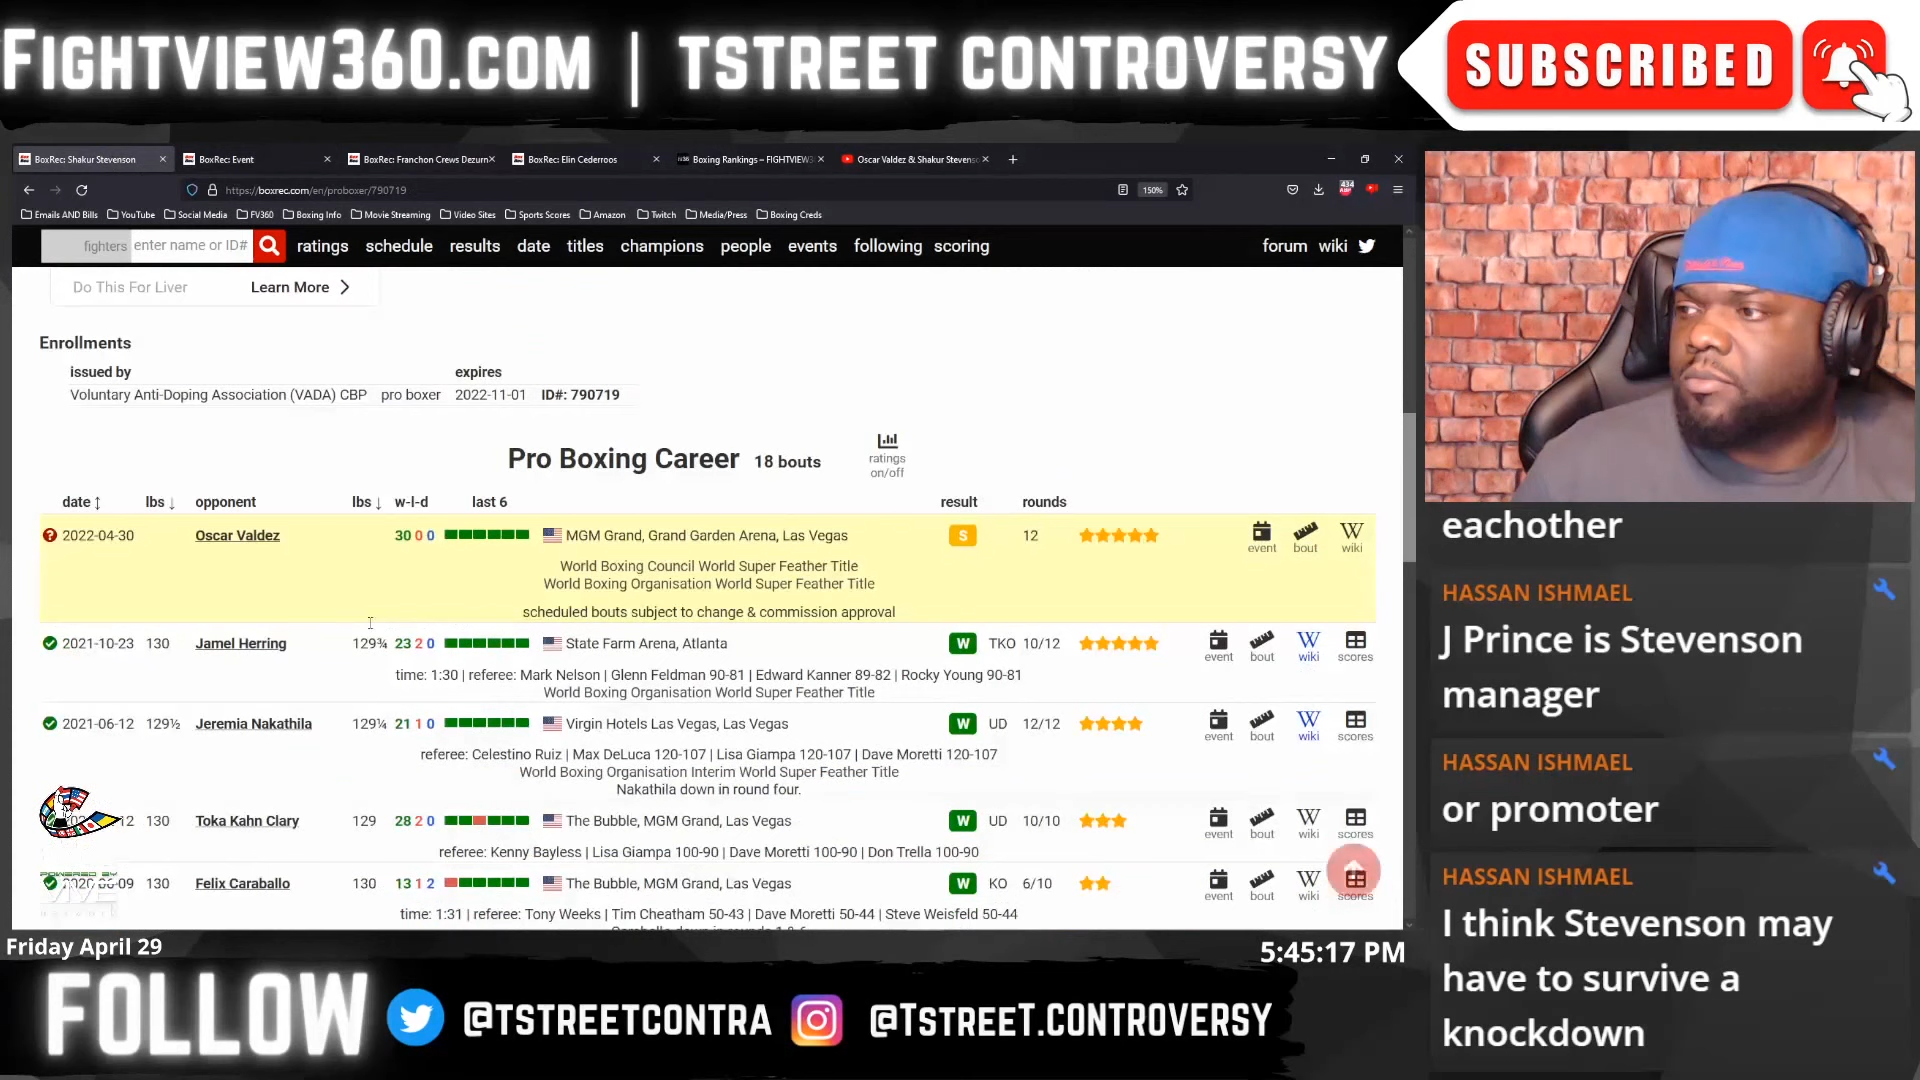 FIGHTVIEW360.COM | TSTREET CONTROVERSY
SUBSCRIBED
BoxRec: Shakur Stevenson
BoxRec: Event
BoxRec: Franchon Crews Dezurn
BoxRec: Elin Cederroos
Boxing Rankings – FIGHTVIEW3
Oscar Valdez & Shakur Stevens
https://boxrec.com/en/proboxer/790719
150%
434
Emails AND Bills YouTube Social Media FV360 Boxing Info Movie Streaming Video Sites Sports Scores Amazon Twitch Media/Press Boxing Creds
fighters enter name or ID# ratings schedule results date titles champions people events following scoring forum wiki
Do This For Liver Learn More
Enrollments
issued by expires
Voluntary Anti-Doping Association (VADA) CBP pro boxer 2022-11-01 ID#: 790719
Pro Boxing Career 18 bouts
ratings
on/off
date lbs opponent lbs w-l-d last 6 result rounds
2022-04-30 Oscar Valdez 30 0 0 MGM Grand, Grand Garden Arena, Las Vegas S 12 event bout wiki
World Boxing Council World Super Feather Title
World Boxing Organisation World Super Feather Title
scheduled bouts subject to change & commission approval
2021-10-23 130 Jamel Herring 129¾ 23 2 0 State Farm Arena, Atlanta W TKO 10/12 event bout wiki scores
time: 1:30 | referee: Mark Nelson | Glenn Feldman 90-81 | Edward Kanner 89-82 | Rocky Young 90-81
World Boxing Organisation World Super Feather Title
2021-06-12 129½ Jeremia Nakathila 129¼ 21 1 0 Virgin Hotels Las Vegas, Las Vegas W UD 12/12 event bout wiki scores
referee: Celestino Ruiz | Max DeLuca 120-107 | Lisa Giampa 120-107 | Dave Moretti 120-107
World Boxing Organisation Interim World Super Feather Title
Nakathila down in round four.
12 130 Toka Kahn Clary 129 28 2 0 The Bubble, MGM Grand, Las Vegas W UD 10/10 event bout wiki scores
referee: Kenny Bayless | Lisa Giampa 100-90 | Dave Moretti 100-90 | Don Trella 100-90
POWERED BY
09 130 Felix Caraballo 130 13 1 2 The Bubble, MGM Grand, Las Vegas W KO 6/10 event bout wiki scores
time: 1:31 | referee: Tony Weeks | Tim Cheatham 50-43 | Dave Moretti 50-44 | Steve Weisfeld 50-44
Friday April 29
5:45:17 PM
FOLLOW @TSTREETCONTRA @TSTREET.CONTROVERSY
eachother
HASSAN ISHMAEL
J Prince is Stevenson
manager
HASSAN ISHMAEL
or promoter
HASSAN ISHMAEL
I think Stevenson may
have to survive a
knockdown